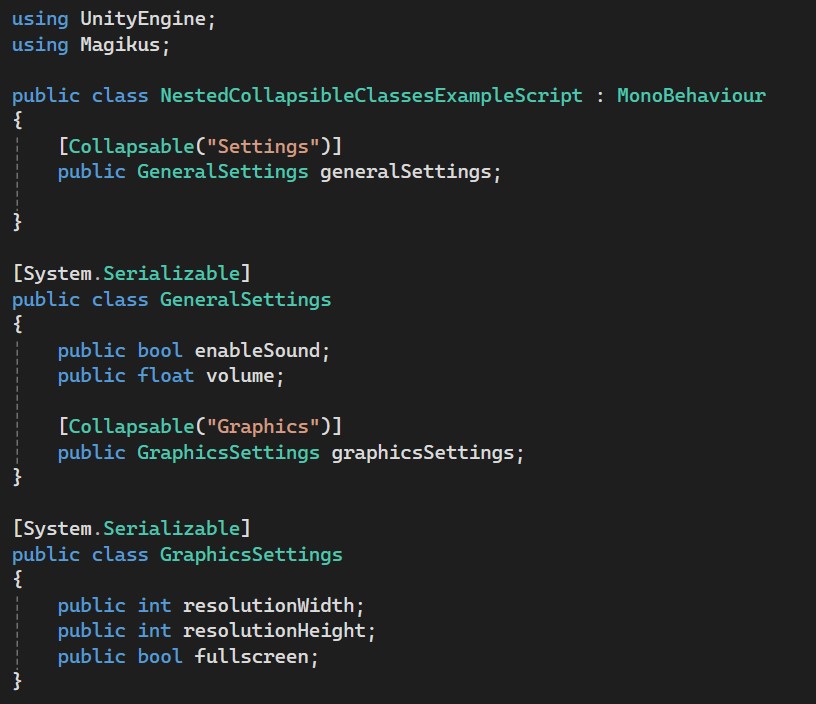 using UnityEngine;
using Magikus;
public class NestedCollapsibleClassesExampleScript : MonoBehaviour
{
[Collapsable("Settings")]
public GeneralSettings generalSettings;
}
[System.Serializable]
public class GeneralSettings
{
public bool enableSound;
public float volume;
[Collapsable("Graphics")]
public GraphicsSettings graphicsSettings;
}
[System.Serializable]
public class GraphicsSettings
{
public int resolutionWidth;
public int resolutionHeight;
public bool fullscreen;
}